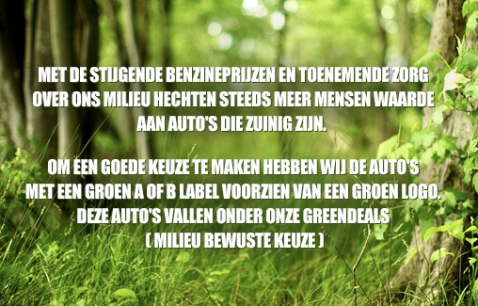 MET DE STIJGENDE BENZINEPRIJZEN EN TOENEMENDE ZORG
OVER ONS MILIEU HECHTEN STEEDS MEER MENSEN WAARDE
AAN AUTO'S DIE ZUINIG ZIJN.
OM EEN GOEDE KEUZE TE MAKEN HEBBEN WIJ DE AUTO'S
MET EEN GROEN A OF B LABEL VOORZIEN VAN EEN GROEN LOGO.
DEZE AUTO'S VALLEN ONDER ONZE GREENDEALS
( MILIEU BEWUSTE KEUZE )